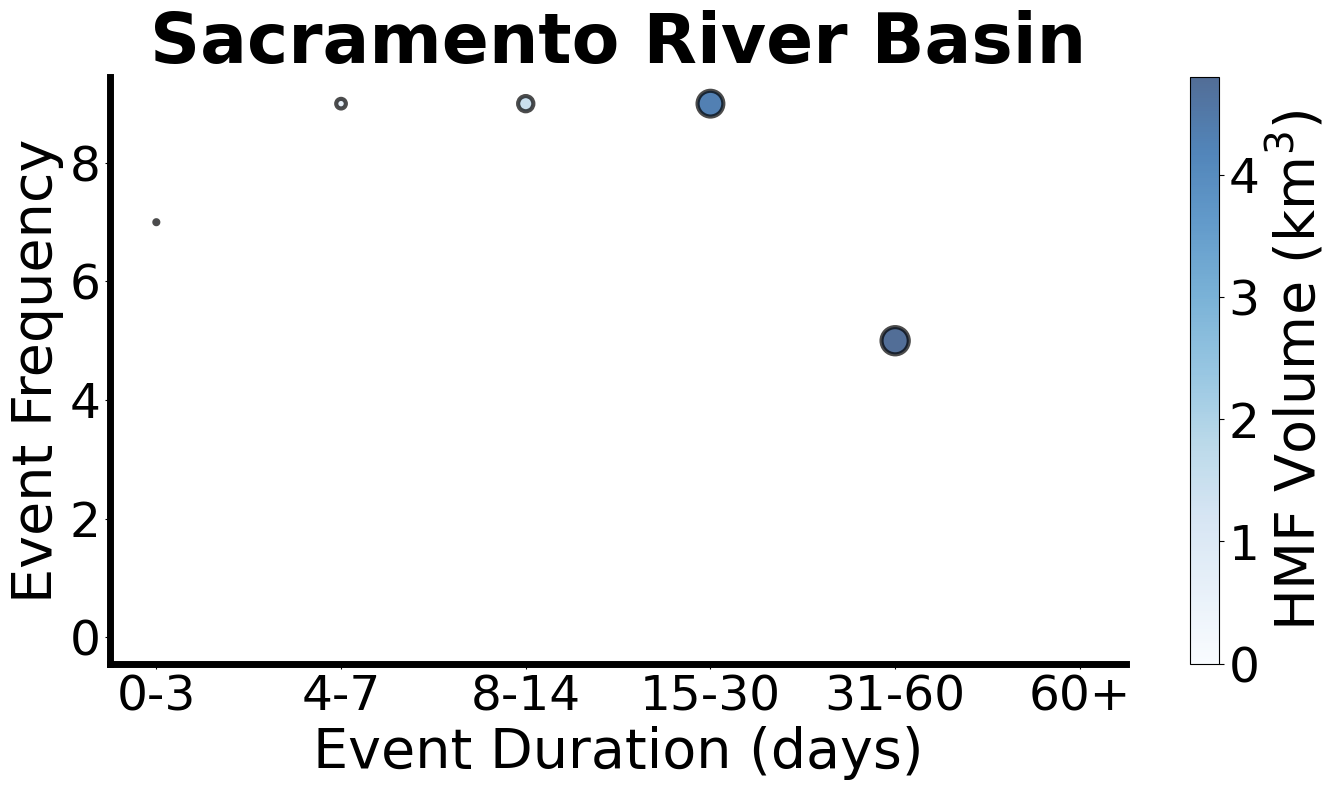 Sacramento River Basin
Event Frequency
8
6
4
2
0
0-3 4-7 8-14 15-30 31-60 60+
Event Duration (days)
4
3
2
1
0
HMF Volume (km³)